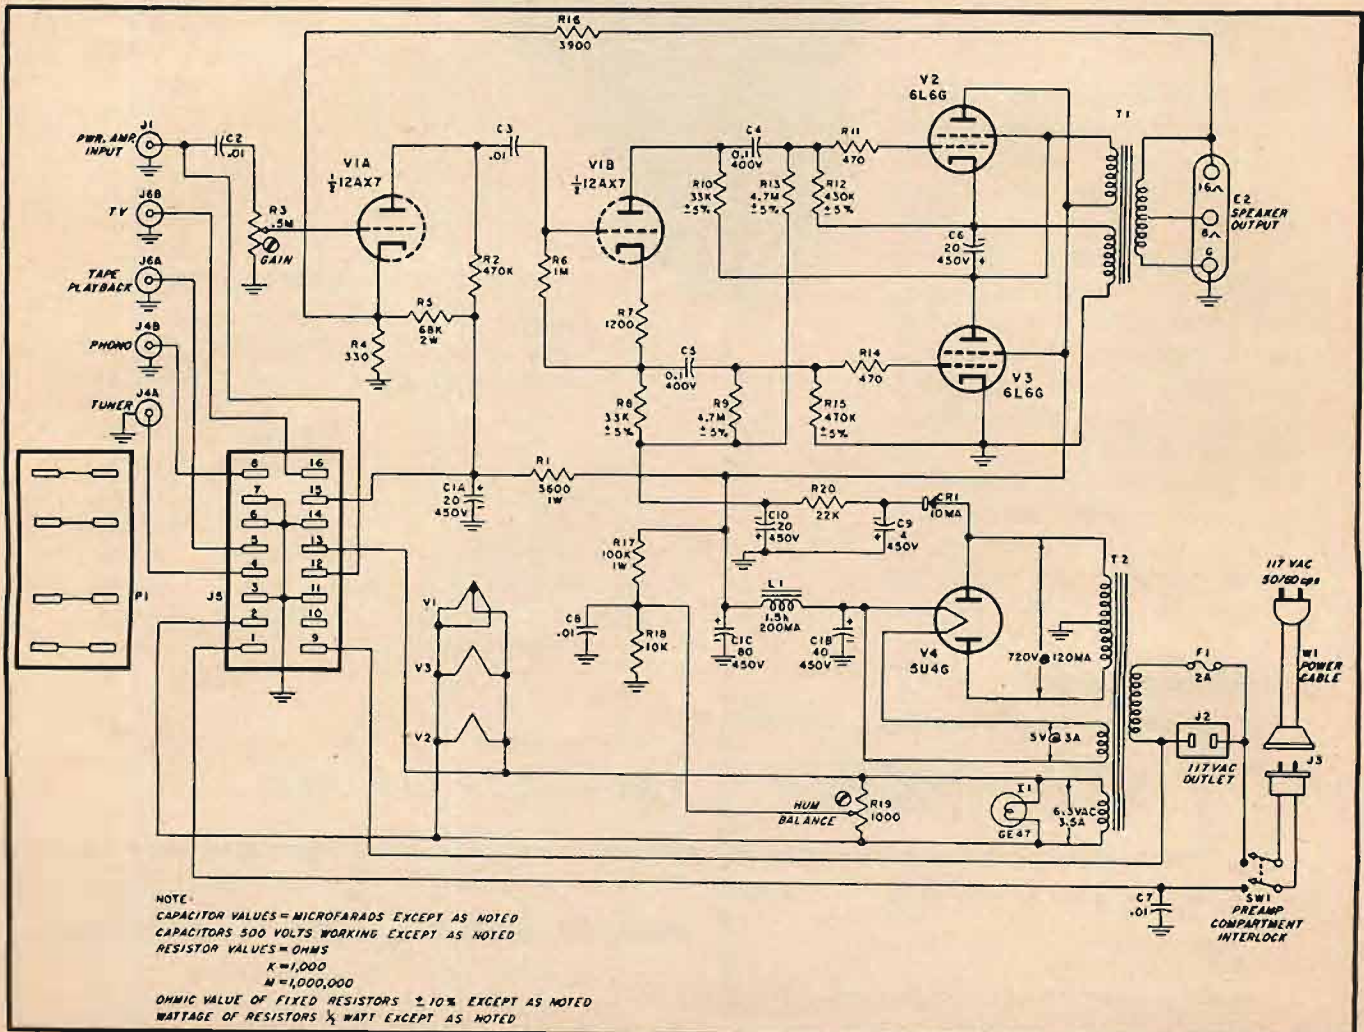 R16
3900
V2
6L6G
T1
J1
PWR. AMP.
INPUT
C2
.01
C3
.01
V1A
½ 12AX7
V1B
½ 12AX7
C4
0.1
400V
R11
470
J6B
TV
R3
.5M
GAIN
R10
33K
±5%
R13
4.7M
±5%
R12
430K
±5%
16
8
G
E2
SPEAKER
OUTPUT
C6
20
450V
J6A
TAPE
PLAYBACK
R2
470K
R6
1M
R5
68K
2W
R7
1200
J4B
PHONO
R4
330
C5
0.1
400V
R14
470
V3
6L6G
J4A
TUNER
R8
33K
±5%
R9
4.7M
±5%
R15
470K
±5%
P1
J5
8
7
6
5
4
3
2
1
16
15
14
13
12
11
10
9
C1A
20
450V
R1
5600
1W
R20
22K
CR1
10MA
C10
20
450V
C9
4
450V
R17
100K
1W
T2
117 VAC
50/60 cps
L1
1.5h
200MA
V1
V3
V2
C8
.01
R18
10K
C1C
80
450V
C1B
40
450V
V4
5U4G
720V @ 120MA
F1
2A
W1
POWER
CABLE
5V @ 3A
J2
117VAC
OUTLET
J3
HUM
BALANCE
R19
1000
I1
GE47
6.3VAC
3.5A
C7
.01
SW1
PREAMP
COMPARTMENT
INTERLOCK
NOTE
CAPACITOR VALUES = MICROFARADS EXCEPT AS NOTED
CAPACITORS 500 VOLTS WORKING EXCEPT AS NOTED
RESISTOR VALUES = OHMS
K = 1,000
M = 1,000,000
OHMIC VALUE OF FIXED RESISTORS ± 10% EXCEPT AS NOTED
WATTAGE OF RESISTORS ½ WATT EXCEPT AS NOTED